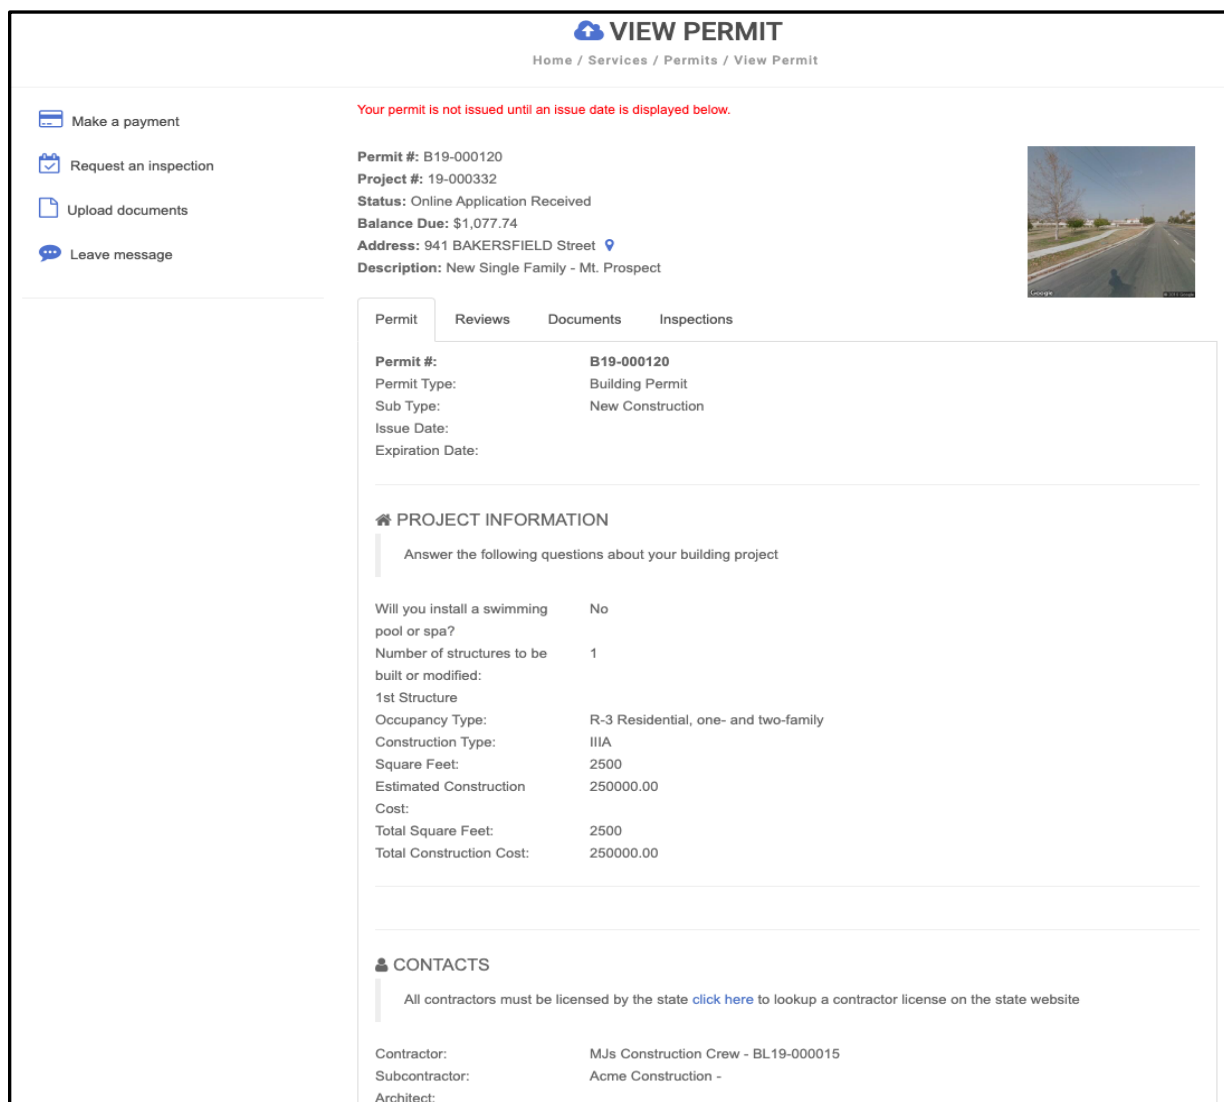 VIEW PERMIT
Home / Services / Permits / View Permit
Make a payment
Request an inspection
Upload documents
Leave message
Your permit is not issued until an issue date is displayed below.
Permit #: B19-000120
Project #: 19-000332
Status: Online Application Received
Balance Due: $1,077.74
Address: 941 BAKERSFIELD Street
Description: New Single Family - Mt. Prospect
Google
Permit Reviews Documents Inspections
Permit #: B19-000120
Permit Type: Building Permit
Sub Type: New Construction
Issue Date:
Expiration Date:
PROJECT INFORMATION
Answer the following questions about your building project
Will you install a swimming No
pool or spa?
Number of structures to be 1
built or modified:
1st Structure
Occupancy Type: R-3 Residential, one- and two-family
Construction Type: IIIA
Square Feet: 2500
Estimated Construction 250000.00
Cost:
Total Square Feet: 2500
Total Construction Cost: 250000.00
CONTACTS
All contractors must be licensed by the state click here to lookup a contractor license on the state website
Contractor: MJs Construction Crew - BL19-000015
Subcontractor: Acme Construction -
Architect: